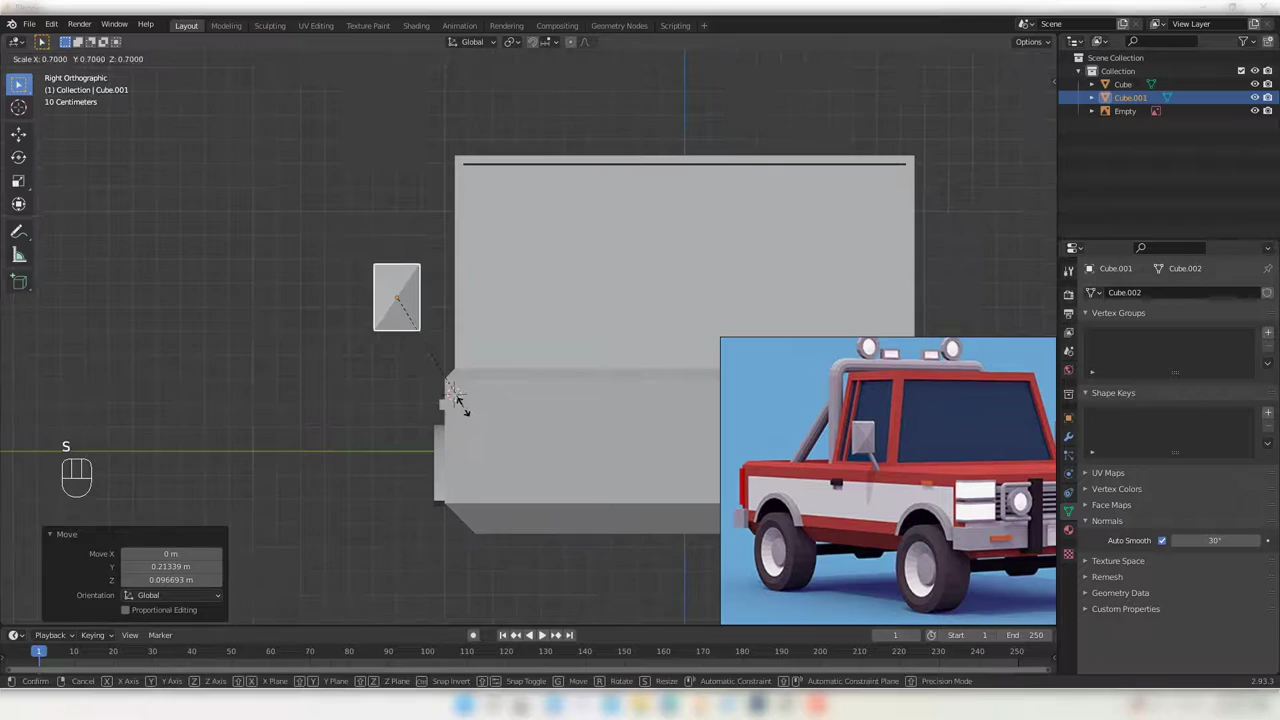 File Edit Render Window Help Layout Modeling Sculpting UV Editing Texture Paint Shading Animation Rendering Compositing Geometry Nodes Scripting + Scene View Layer
Global Options
Scale X: 0.7000 Y: 0.7000 Z: 0.7000
Right Orthographic
(1) Collection | Cube.001
10 Centimeters
Scene Collection
Collection
Cube
Cube.001
Empty
Cube.001 Cube.002
Cube.002
Vertex Groups
Shape Keys
UV Maps
Vertex Colors
Face Maps
Normals
Auto Smooth 30°
Texture Space
Remesh
Geometry Data
Custom Properties
S
Move
Move X 0 m
Y 0.21339 m
Z 0.096693 m
Orientation Global
Proportional Editing
Playback Keying View Marker 1 Start 1 End 250
1 10 20 30 40 50 60 70 80 90 100 110 120 130 140 150 160 170 180 190 200 210 220 230 240 250
Confirm Cancel X X Axis Y Y Axis Z Z Axis X X Plane Y Y Plane Z Z Plane Snap Invert Snap Toggle G Move R Rotate S Resize Automatic Constraint Automatic Constraint Plane Precision Mode 2.93.3